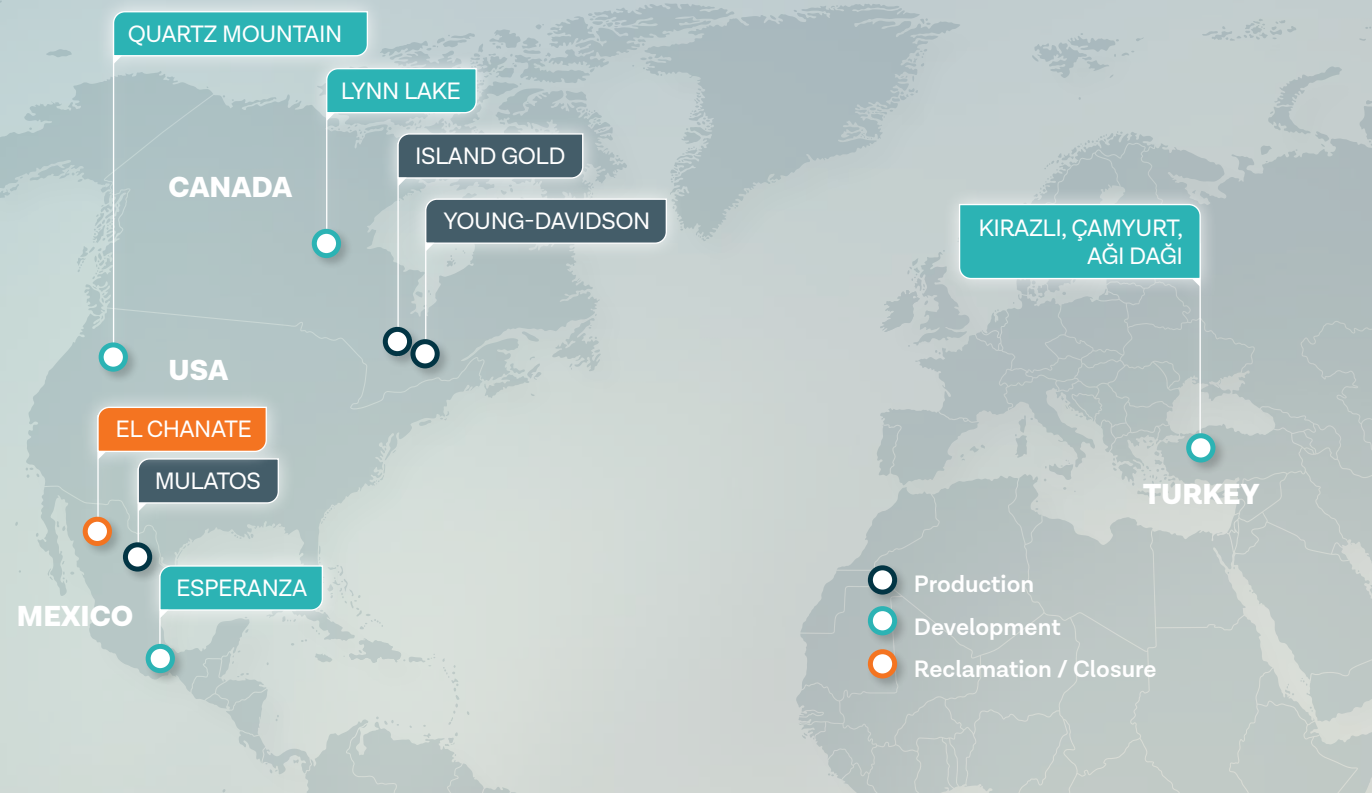 QUARTZ MOUNTAIN
LYNN LAKE
ISLAND GOLD
CANADA
YOUNG-DAVIDSON
KIRAZLI, ÇAMYURT,
AĞI DAĞI
USA
EL CHANATE
MULATOS
TURKEY
ESPERANZA
MEXICO
Production
Development
Reclamation / Closure